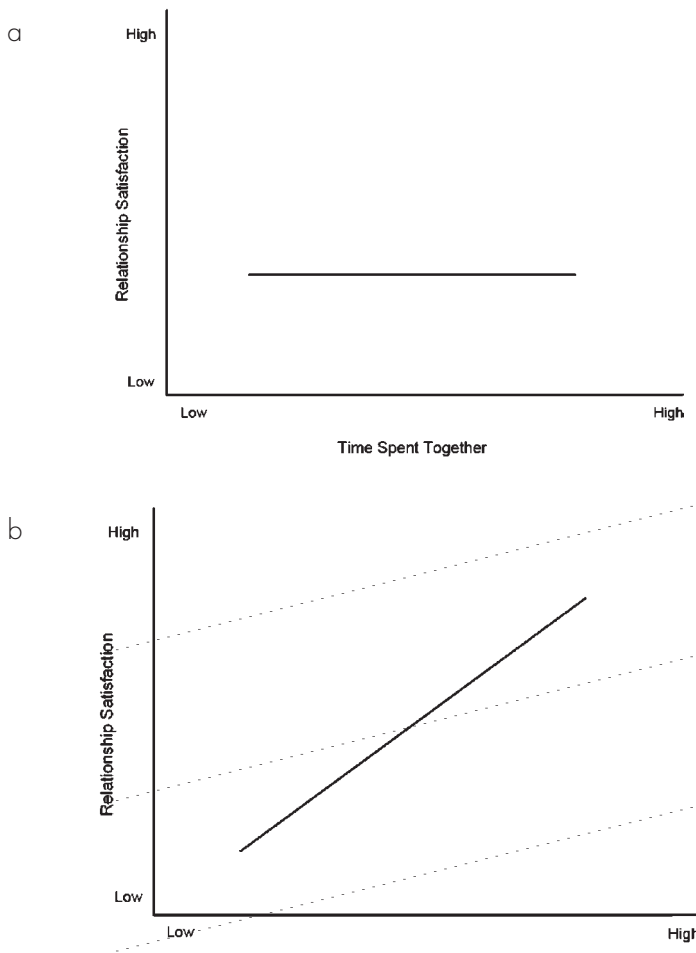 a
High
Relationship Satisfaction
Low
Low
High
Time Spent Together
b
High
Relationship Satisfaction
Low
Low
High